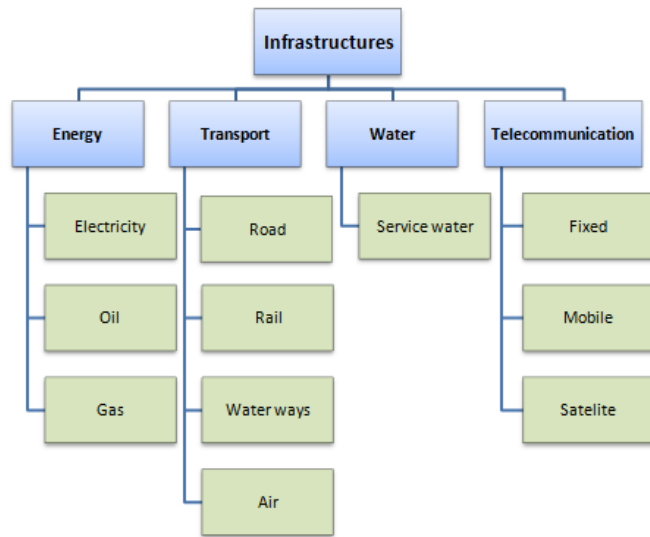 Infrastructures
Energy
Transport
Water
Telecommunication
Electricity
Road
Service water
Fixed
Oil
Rail
Mobile
Gas
Water ways
Satelite
Air